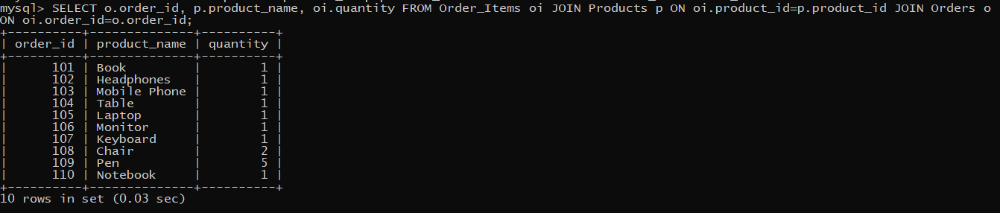 mysql> SELECT o.order_id, p.product_name, oi.quantity FROM Order_Items oi JOIN Products p ON oi.product_id=p.product_id JOIN Orders o
ON oi.order_id=o.order_id;
+----------+--------------+----------+
| order_id | product_name | quantity |
+----------+--------------+----------+
|      101 | Book         |        1 |
|      102 | Headphones   |        1 |
|      103 | Mobile Phone |        1 |
|      104 | Table        |        1 |
|      105 | Laptop       |        1 |
|      106 | Monitor      |        1 |
|      107 | Keyboard     |        1 |
|      108 | Chair        |        2 |
|      109 | Pen          |        5 |
|      110 | Notebook     |        1 |
+----------+--------------+----------+
10 rows in set (0.03 sec)